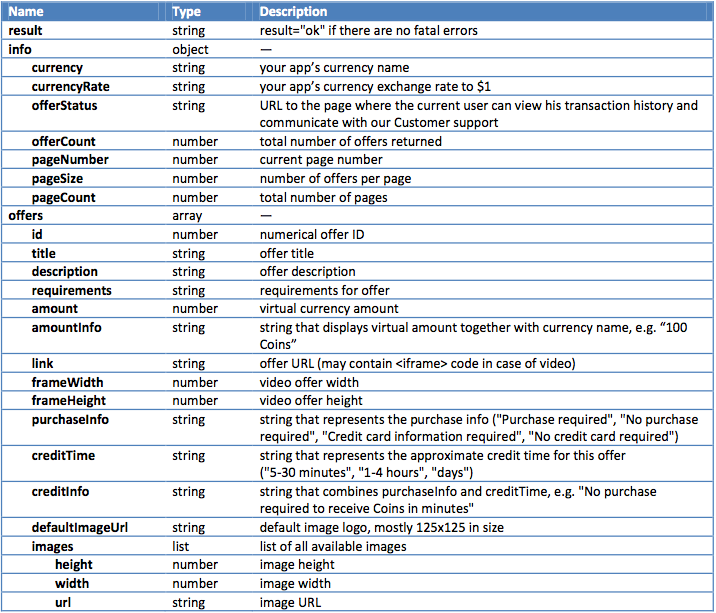 Name Type Description
result string result="ok" if there are no fatal errors
info object —
currency string your app’s currency name
currencyRate string your app’s currency exchange rate to $1
offerStatus string URL to the page where the current user can view his transaction history and
communicate with our Customer support
offerCount number total number of offers returned
pageNumber number current page number
pageSize number number of offers per page
pageCount number total number of pages
offers array —
id number numerical offer ID
title string offer title
description string offer description
requirements string requirements for offer
amount number virtual currency amount
amountInfo string string that displays virtual amount together with currency name, e.g. “100
Coins”
link string offer URL (may contain <iframe> code in case of video)
frameWidth number video offer width
frameHeight number video offer height
purchaseInfo string string that represents the purchase info ("Purchase required", "No purchase
required", "Credit card information required", "No credit card required")
creditTime string string that represents the approximate credit time for this offer
("5-30 minutes", "1-4 hours", "days")
creditInfo string string that combines purchaseInfo and creditTime, e.g. "No purchase
required to receive Coins in minutes"
defaultImageUrl string default image logo, mostly 125x125 in size
images list list of all available images
height number image height
width number image width
url string image URL